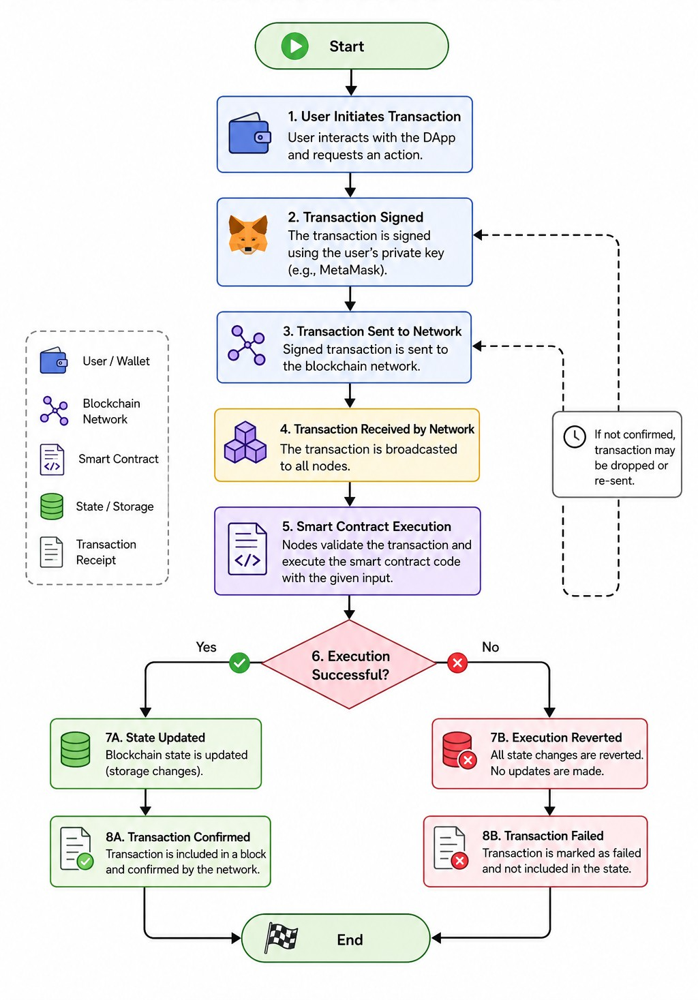 Start
1. User Initiates Transaction
User interacts with the DApp
and requests an action.
2. Transaction Signed
The transaction is signed
using the user’s private key
(e.g., MetaMask).
3. Transaction Sent to Network
Signed transaction is sent to
the blockchain network.
User / Wallet
Blockchain
Network
Smart Contract
</>
State / Storage
Transaction
Receipt
4. Transaction Received by Network
The transaction is broadcasted
to all nodes.
If not confirmed,
transaction may
be dropped or
re-sent.
5. Smart Contract Execution
Nodes validate the transaction and
execute the smart contract code
with the given input.
</>
6. Execution
Successful?
Yes
No
7A. State Updated
Blockchain state is updated
(storage changes).
7B. Execution Reverted
All state changes are reverted.
No updates are made.
8A. Transaction Confirmed
Transaction is included in a block
and confirmed by the network.
8B. Transaction Failed
Transaction is marked as failed
and not included in the state.
End